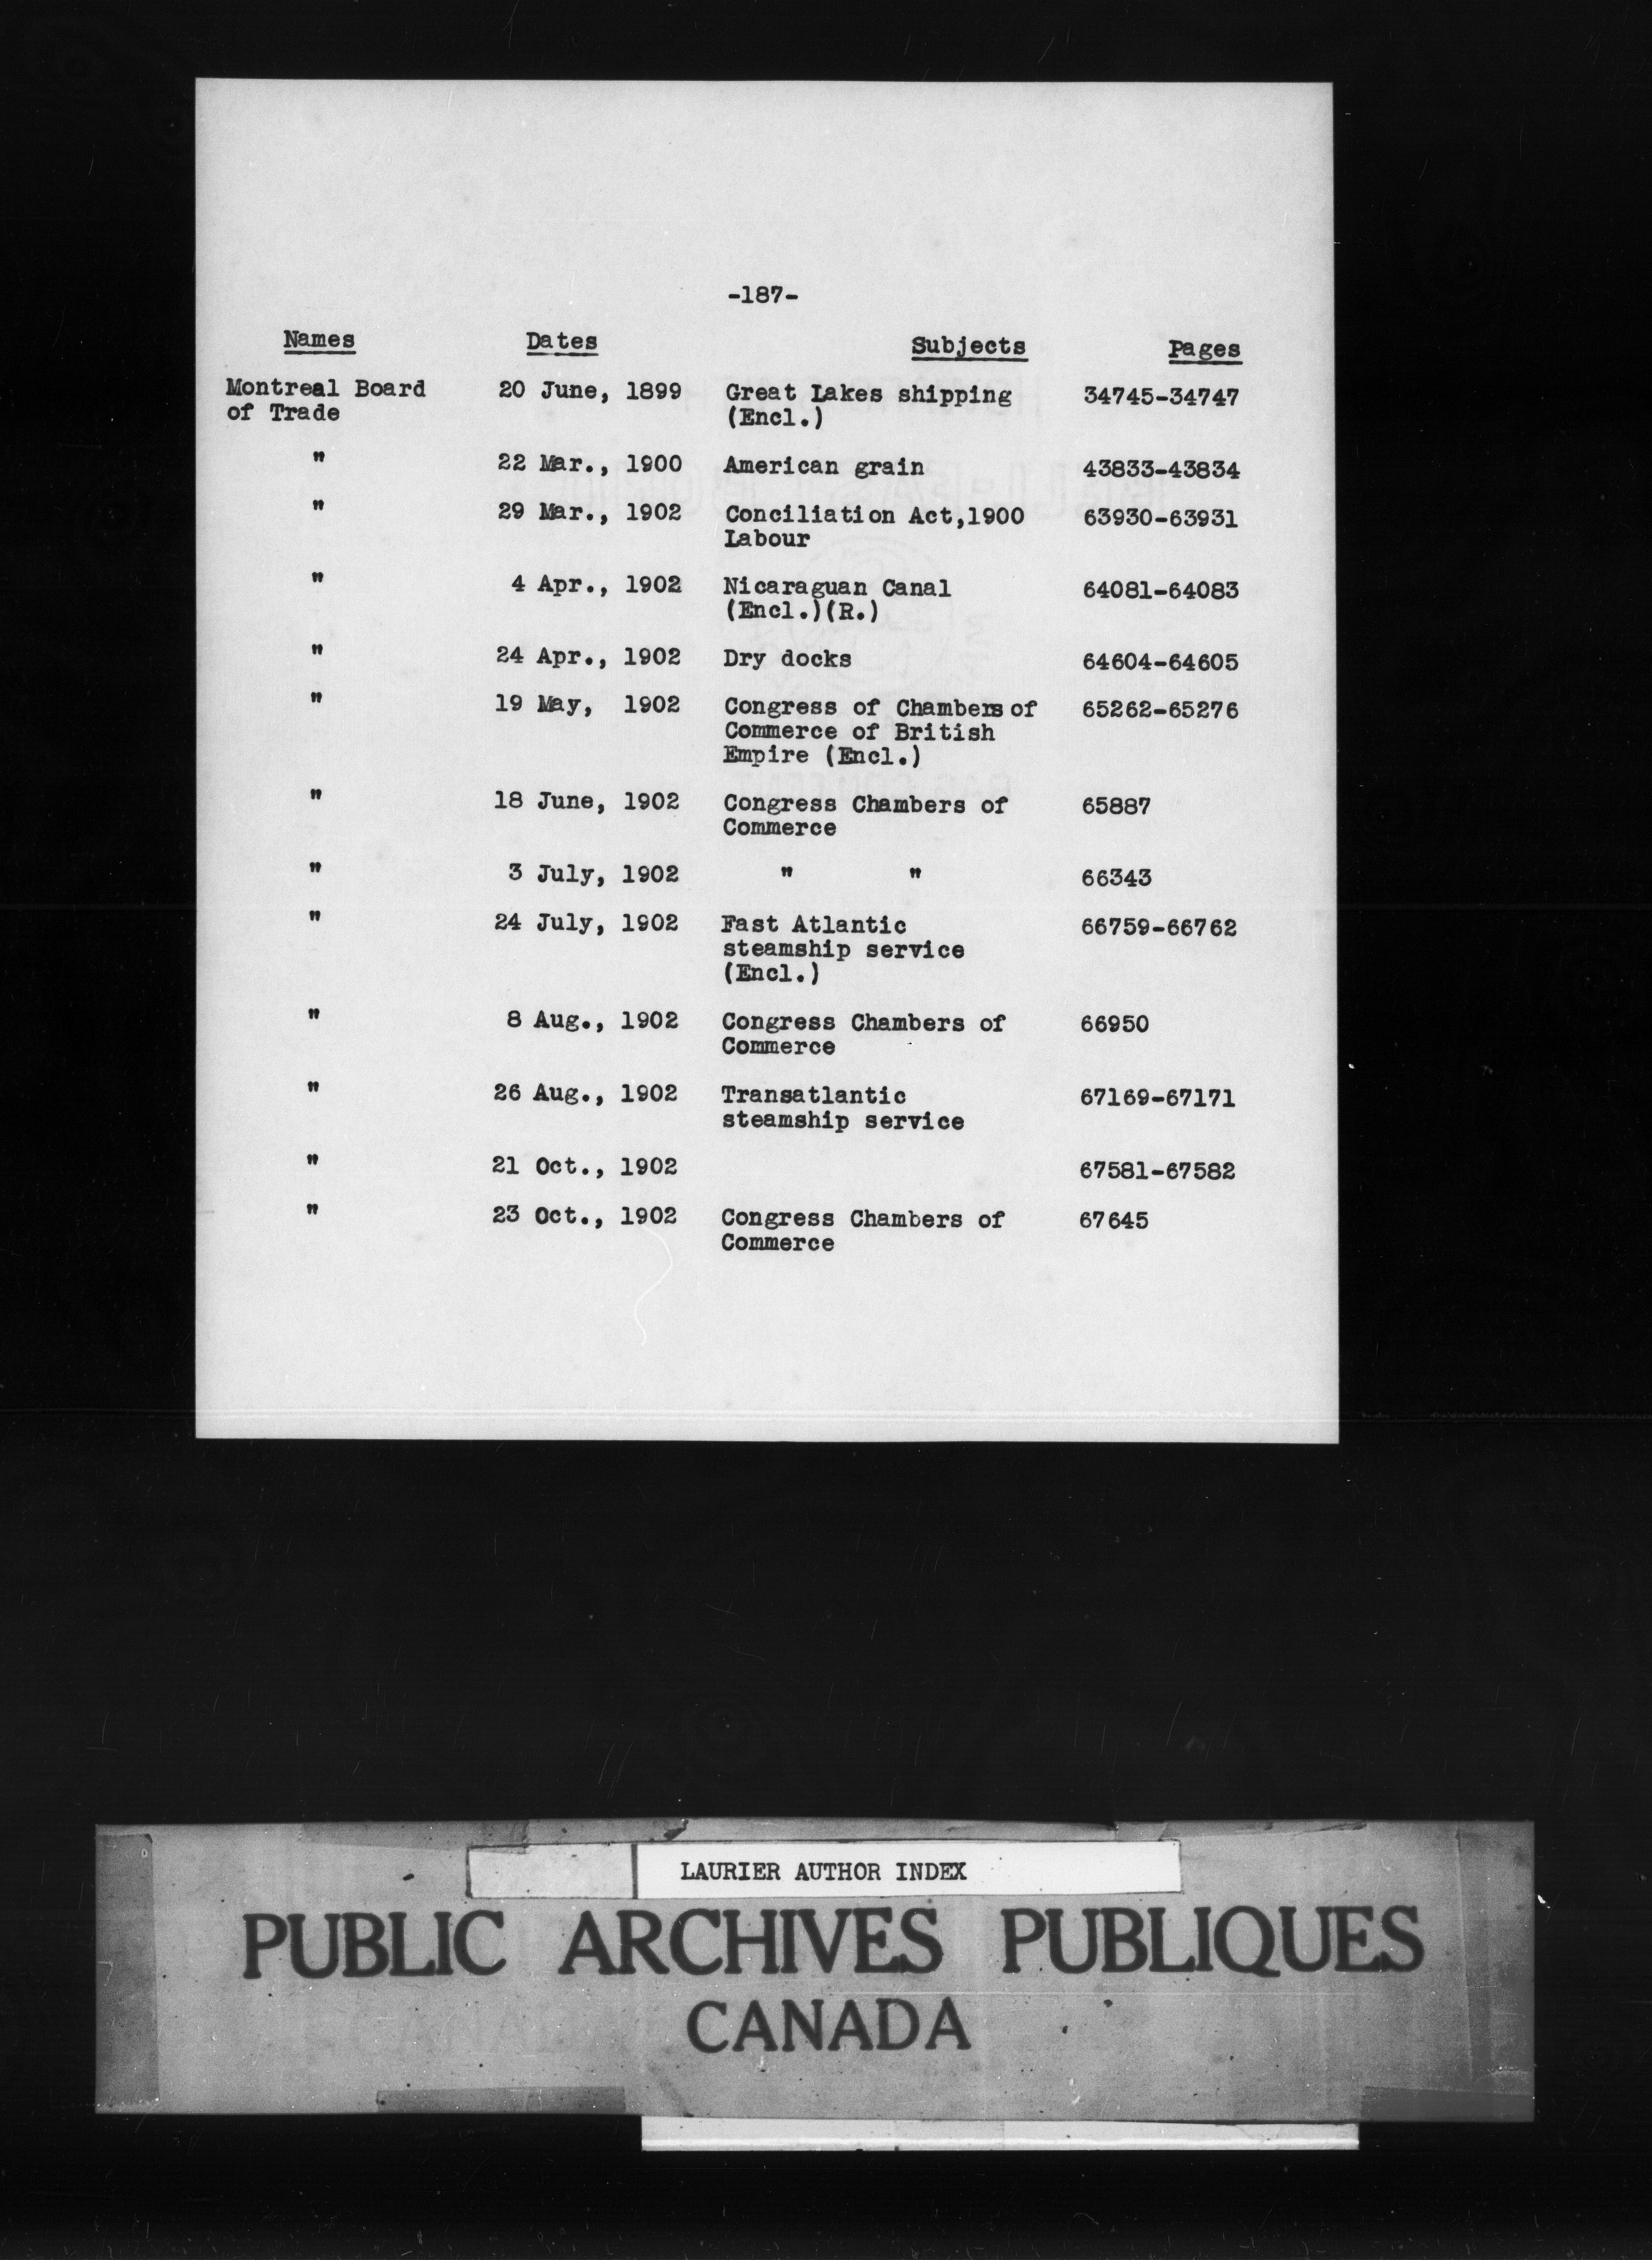 -187-
Names Dates Subjects Pages
Montreal Board 20 June, 1899 Great Lakes shipping 34745-34747
of Trade (Encl.)
" 22 Mar., 1900 American grain 43833-43834
" 29 Mar., 1902 Conciliation Act,1900 63930-63931
Labour
" 4 Apr., 1902 Nicaraguan Canal 64081-64083
(Encl.)(R.)
" 24 Apr., 1902 Dry docks 64604-64605
" 19 May, 1902 Congress of Chambers of 65262-65276
Commerce of British
Empire (Encl.)
" 18 June, 1902 Congress Chambers of 65887
Commerce
" 3 July, 1902 " " 66343
" 24 July, 1902 Fast Atlantic 66759-66762
steamship service
(Encl.)
" 8 Aug., 1902 Congress Chambers of 66950
Commerce
" 26 Aug., 1902 Transatlantic 67169-67171
steamship service
" 21 Oct., 1902 67581-67582
" 23 Oct., 1902 Congress Chambers of 67645
Commerce
LAURIER AUTHOR INDEX
PUBLIC ARCHIVES PUBLIQUES
CANADA